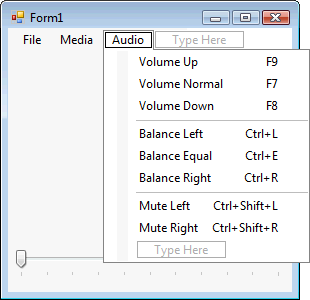 Form1
File Media Audio Type Here
Volume Up F9
Volume Normal F7
Volume Down F8
Balance Left Ctrl+L
Balance Equal Ctrl+E
Balance Right Ctrl+R
Mute Left Ctrl+Shift+L
Mute Right Ctrl+Shift+R
Type Here